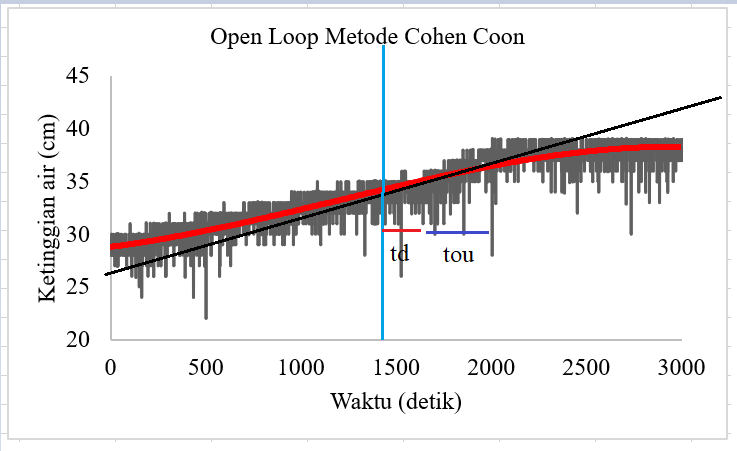 Open Loop Metode Cohen Coon
45
40
35
30
25
20
Ketinggian air (cm)
td
tou
0 500 1000 1500 2000 2500 3000
Waktu (detik)